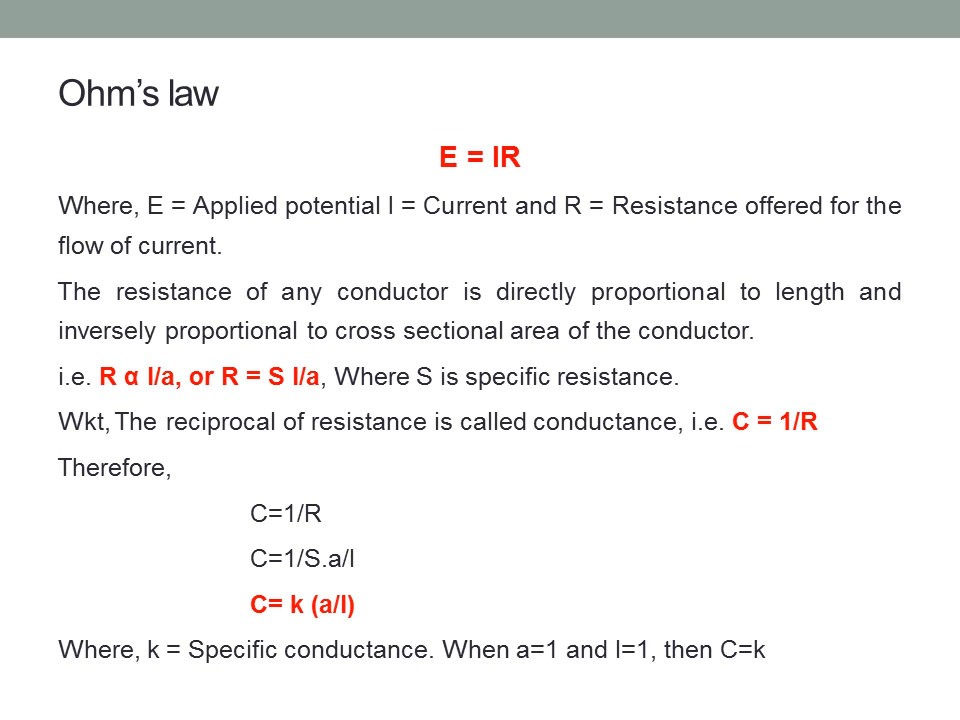 Ohm’s law
E = IR
Where, E = Applied potential I = Current and R = Resistance offered for the
flow of current.
The resistance of any conductor is directly proportional to length and
inversely proportional to cross sectional area of the conductor.
i.e. R α l/a, or R = S l/a, Where S is specific resistance.
Wkt, The reciprocal of resistance is called conductance, i.e. C = 1/R
Therefore,
C=1/R
C=1/S.a/l
C= k (a/l)
Where, k = Specific conductance. When a=1 and l=1, then C=k